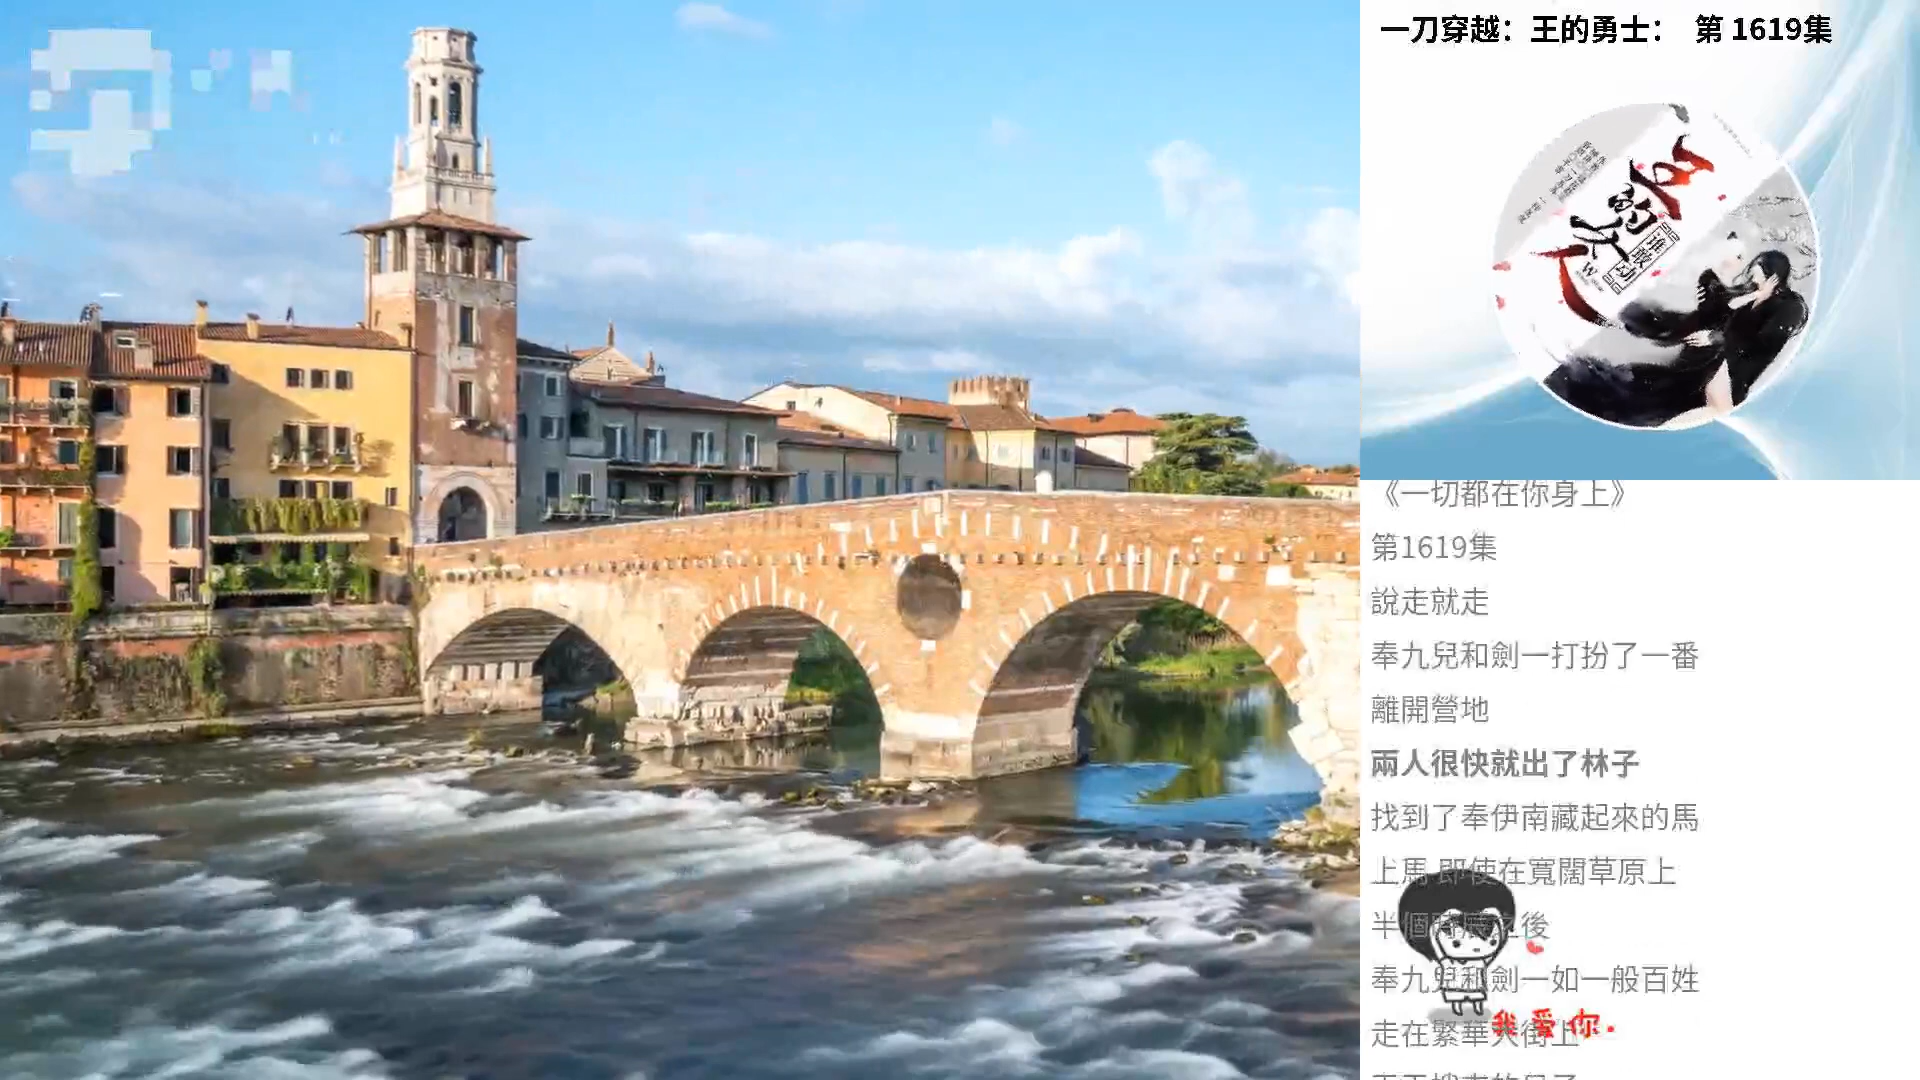 一刀穿越：王的勇士： 第 1619集
谁敢动
《一切都在你身上》
第1619集
說走就走
奉九兒和劍一打扮了一番
離開營地
兩人很快就出了林子
找到了奉伊南藏起來的馬
上馬 即使在寬闊草原上
半個時辰之後
奉九兒和劍一如一般百姓
走在繁華大街上
我爱你.